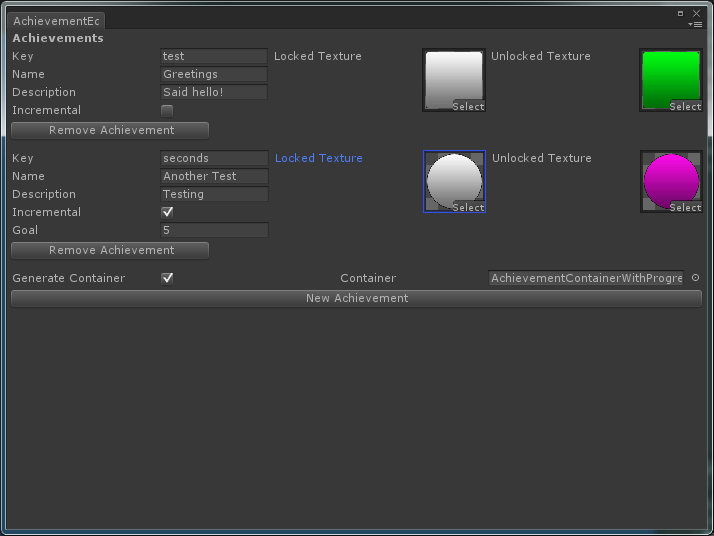 AchievementEc
Achievements
Key test Locked Texture Select Unlocked Texture Select
Name Greetings
Description Said hello!
Incremental
Remove Achievement
Key seconds Locked Texture Select Unlocked Texture Select
Name Another Test
Description Testing
Incremental
Goal 5
Remove Achievement
Generate Container Container AchievementContainerWithProgre
New Achievement